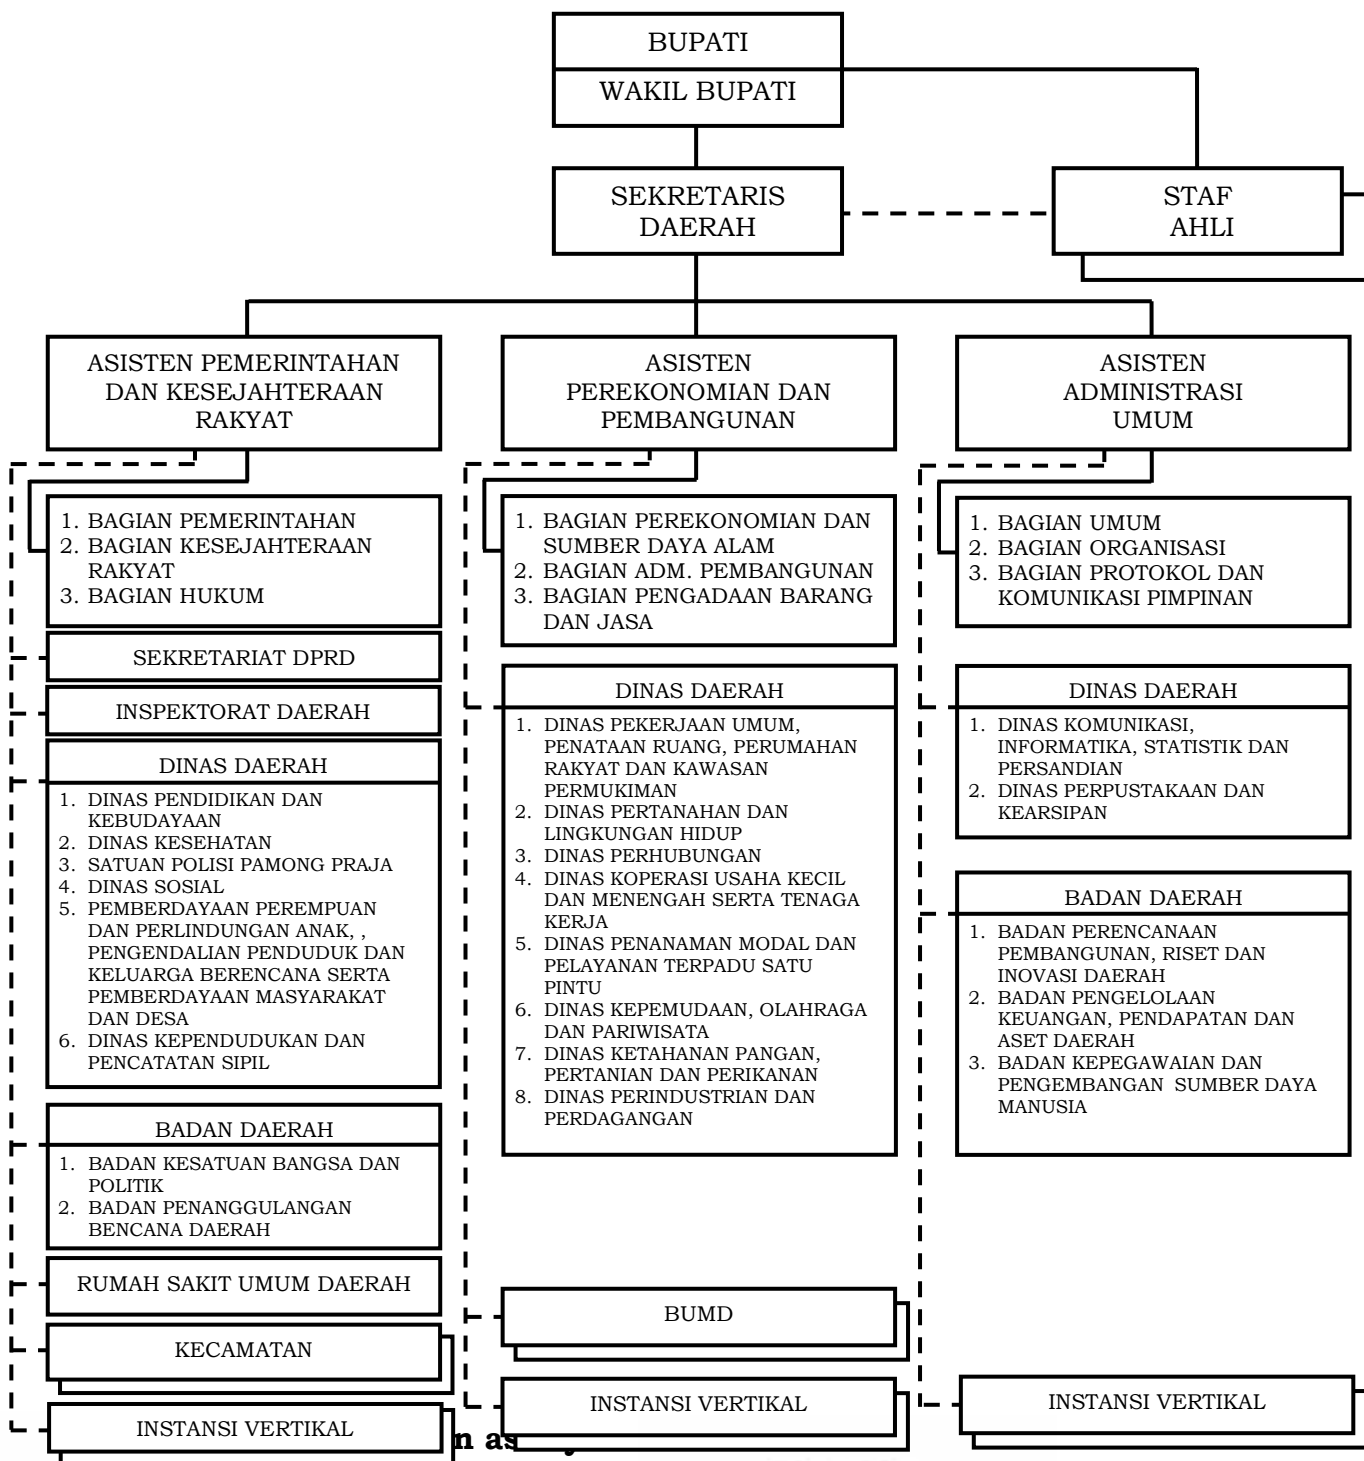 BUPATI
WAKIL BUPATI
SEKRETARIS
DAERAH
STAF
AHLI
ASISTEN PEMERINTAHAN
DAN KESEJAHTERAAN
RAKYAT
ASISTEN
PEREKONOMIAN DAN
PEMBANGUNAN
ASISTEN
ADMINISTRASI
UMUM
1. BAGIAN PEMERINTAHAN
2. BAGIAN KESEJAHTERAAN
RAKYAT
3. BAGIAN HUKUM
SEKRETARIAT DPRD
INSPEKTORAT DAERAH
DINAS DAERAH
1. DINAS PENDIDIKAN DAN
KEBUDAYAAN
2. DINAS KESEHATAN
3. SATUAN POLISI PAMONG PRAJA
4. DINAS SOSIAL
5. PEMBERDAYAAN PEREMPUAN
DAN PERLINDUNGAN ANAK, ,
PENGENDALIAN PENDUDUK DAN
KELUARGA BERENCANA SERTA
PEMBERDAYAAN MASYARAKAT
DAN DESA
6. DINAS KEPENDUDUKAN DAN
PENCATATAN SIPIL
BADAN DAERAH
1. BADAN KESATUAN BANGSA DAN
POLITIK
2. BADAN PENANGGULANGAN
BENCANA DAERAH
RUMAH SAKIT UMUM DAERAH
KECAMATAN
INSTANSI VERTIKAL
1. BAGIAN PEREKONOMIAN DAN
SUMBER DAYA ALAM
2. BAGIAN ADM. PEMBANGUNAN
3. BAGIAN PENGADAAN BARANG
DAN JASA
DINAS DAERAH
1. DINAS PEKERJAAN UMUM,
PENATAAN RUANG, PERUMAHAN
RAKYAT DAN KAWASAN
PERMUKIMAN
2. DINAS PERTANAHAN DAN
LINGKUNGAN HIDUP
3. DINAS PERHUBUNGAN
4. DINAS KOPERASI USAHA KECIL
DAN MENENGAH SERTA TENAGA
KERJA
5. DINAS PENANAMAN MODAL DAN
PELAYANAN TERPADU SATU
PINTU
6. DINAS KEPEMUDAAN, OLAHRAGA
DAN PARIWISATA
7. DINAS KETAHANAN PANGAN,
PERTANIAN DAN PERIKANAN
8. DINAS PERINDUSTRIAN DAN
PERDAGANGAN
BUMD
INSTANSI VERTIKAL
1. BAGIAN UMUM
2. BAGIAN ORGANISASI
3. BAGIAN PROTOKOL DAN
KOMUNIKASI PIMPINAN
DINAS DAERAH
1. DINAS KOMUNIKASI,
INFORMATIKA, STATISTIK DAN
PERSANDIAN
2. DINAS PERPUSTAKAAN DAN
KEARSIPAN
BADAN DAERAH
1. BADAN PERENCANAAN
PEMBANGUNAN, RISET DAN
INOVASI DAERAH
2. BADAN PENGELOLAAN
KEUANGAN, PENDAPATAN DAN
ASET DAERAH
3. BADAN KEPEGAWAIAN DAN
PENGEMBANGAN SUMBER DAYA
MANUSIA
INSTANSI VERTIKAL